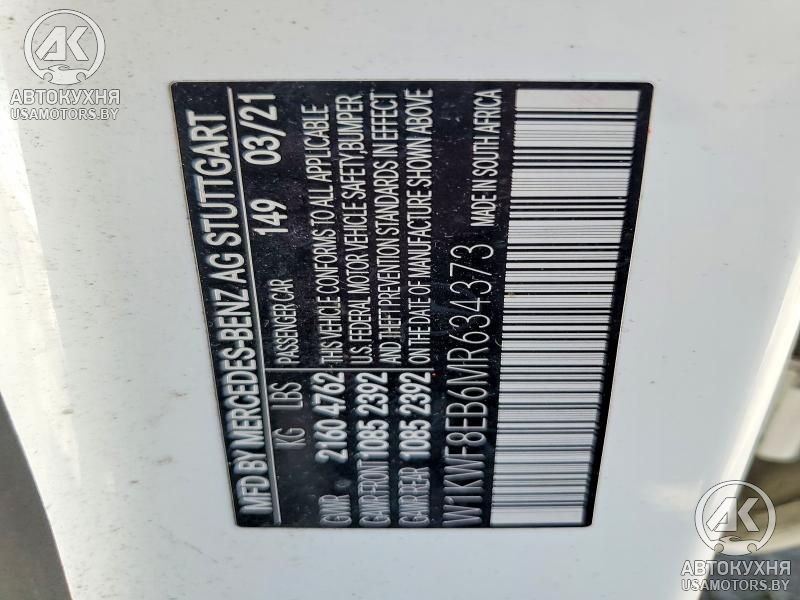 AK
АВТОКУХНЯ
USAMOTORS.BY
MFD BY MERCEDES-BENZ AG STUTTGART
KG LBS PASSENGER CAR 149 03/21
GVWR 2160 4762 THIS VEHICLE CONFORMS TO ALL APPLICABLE
GAWR FRONT 1085 2392 U.S. FEDERAL MOTOR VEHICLE SAFETY, BUMPER
AND THEFT PREVENTION STANDARDS IN EFFECT
GAWR REAR 1085 2392 ON THE DATE OF MANUFACTURE SHOWN ABOVE
W1KWF8EB6MR634373 MADE IN SOUTH AFRICA
AK
АВТОКУХНЯ
USAMOTORS.BY